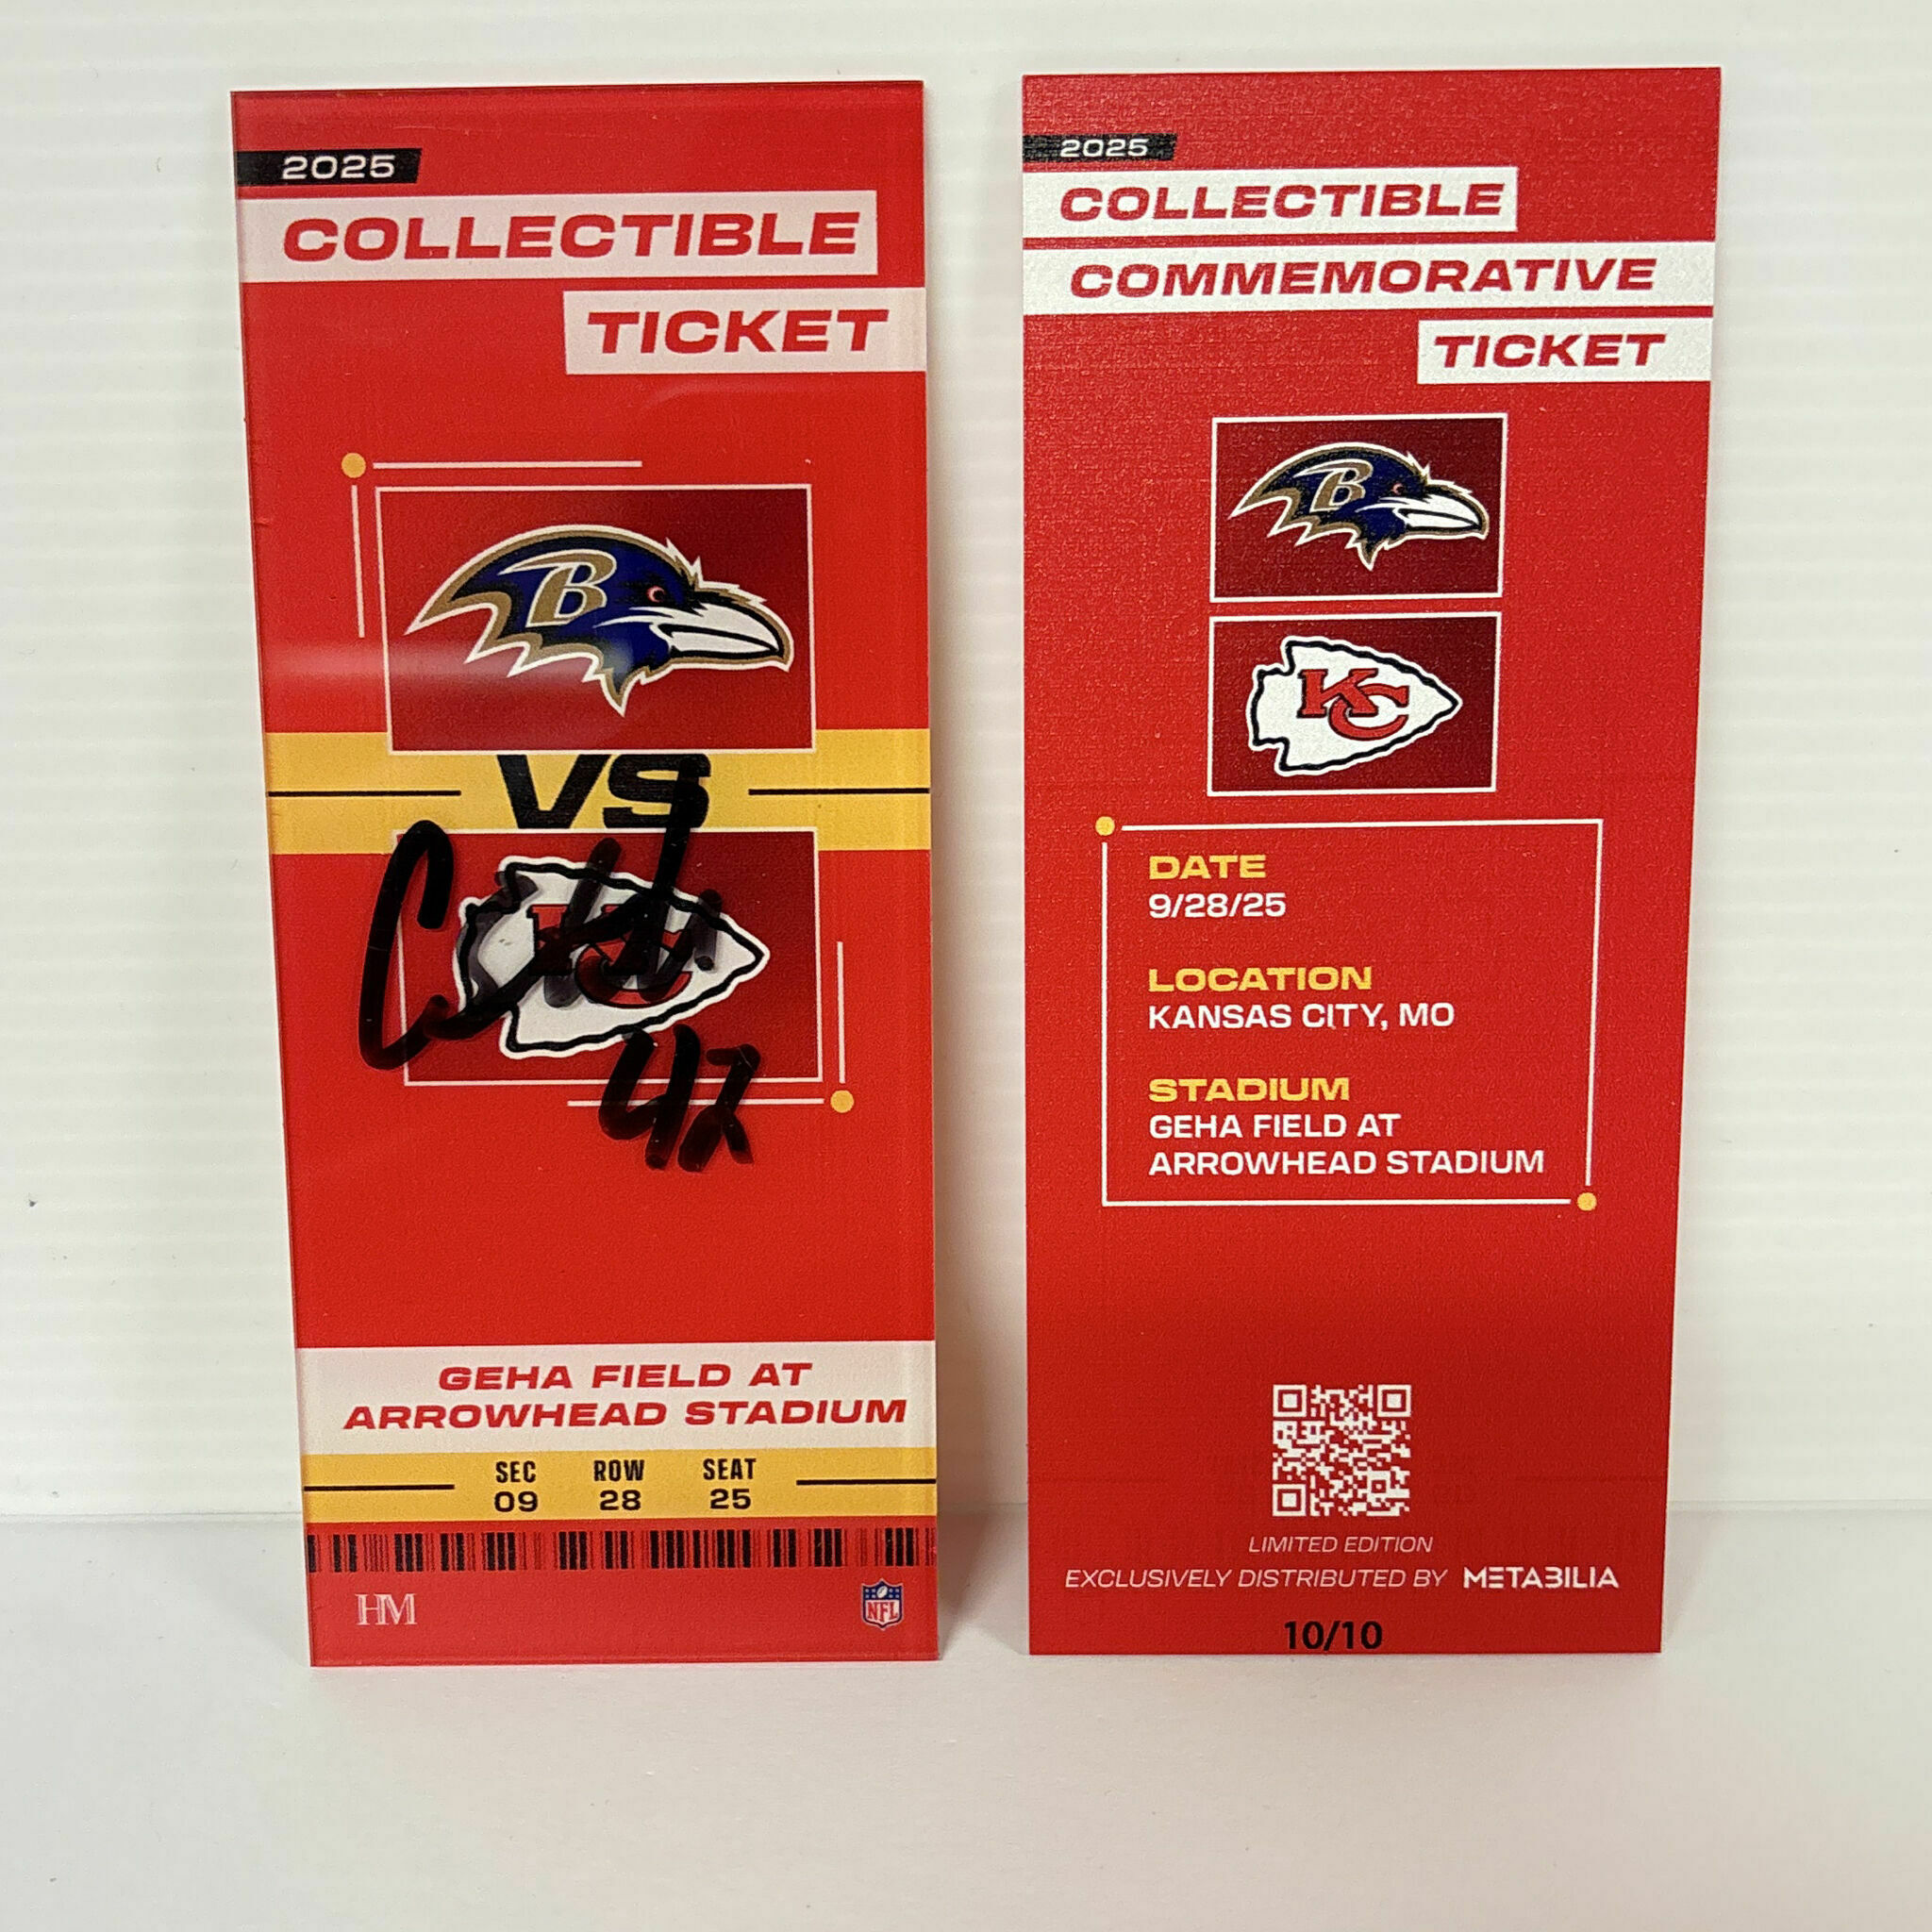 2025
COLLECTIBLE
TICKET
B
VS
KC
42
GEHA FIELD AT
ARROWHEAD STADIUM
SEC ROW SEAT
09 28 25
HM
NFL
2025
COLLECTIBLE
COMMEMORATIVE
TICKET
B
KC
DATE
9/28/25
LOCATION
KANSAS CITY, MO
STADIUM
GEHA FIELD AT
ARROWHEAD STADIUM
LIMITED EDITION
EXCLUSIVELY DISTRIBUTED BY METABILIA
10/10